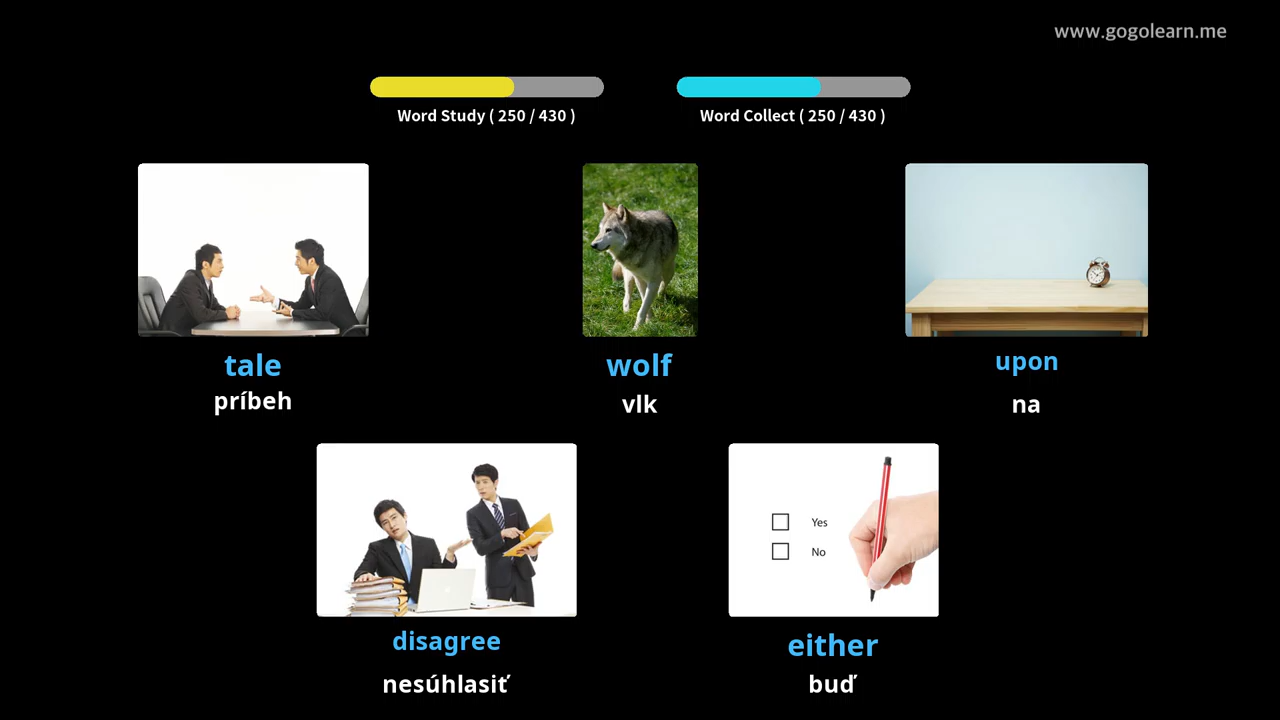 www.gogolearn.me
Word Study ( 250 / 430 )
Word Collect ( 250 / 430 )
tale
príbeh
wolf
vlk
upon
na
Yes
No
disagree
nesúhlasiť
either
buď